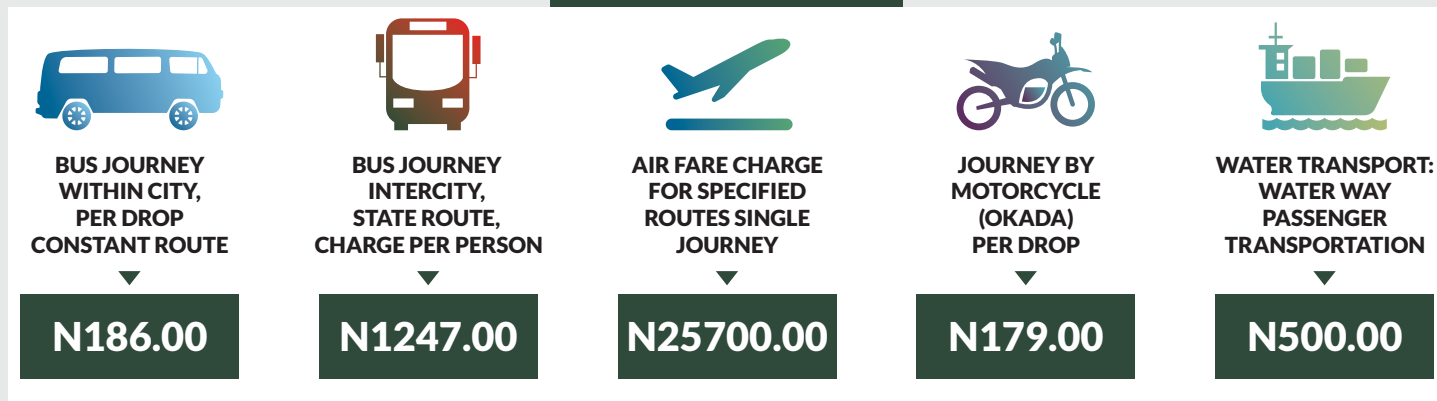 BUS JOURNEY
WITHIN CITY,
PER DROP
CONSTANT ROUTE
N186.00
BUS JOURNEY
INTERCITY,
STATE ROUTE,
CHARGE PER PERSON
N1247.00
AIR FARE CHARGE
FOR SPECIFIED
ROUTES SINGLE
JOURNEY
N25700.00
JOURNEY BY
MOTORCYCLE
(OKADA)
PER DROP
N179.00
WATER TRANSPORT:
WATER WAY
PASSENGER
TRANSPORTATION
N500.00